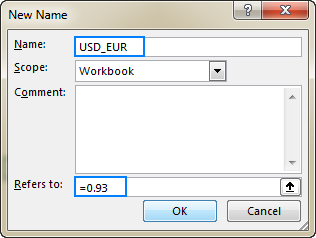 New Name
Name: USD_EUR
Scope: Workbook
Comment:
Refers to: =0.93
OK Cancel